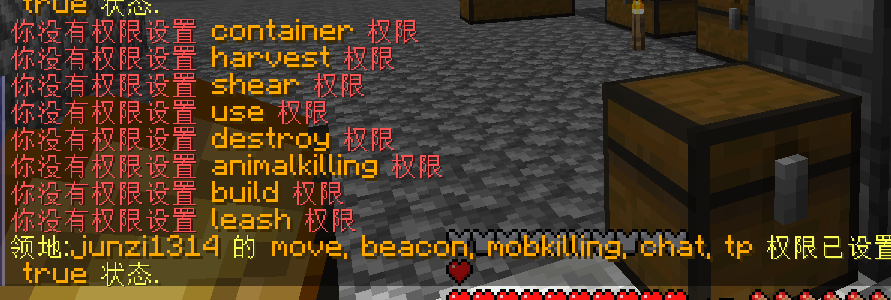 true 状态.
你没有权限设置 container 权限
你没有权限设置 harvest 权限
你没有权限设置 shear 权限
你没有权限设置 use 权限
你没有权限设置 destroy 权限
你没有权限设置 animalkilling 权限
你没有权限设置 build 权限
你没有权限设置 leash 权限
领地:junzi1314 的 move, beacon, mobkilling, chat, tp 权限已设置
true 状态.